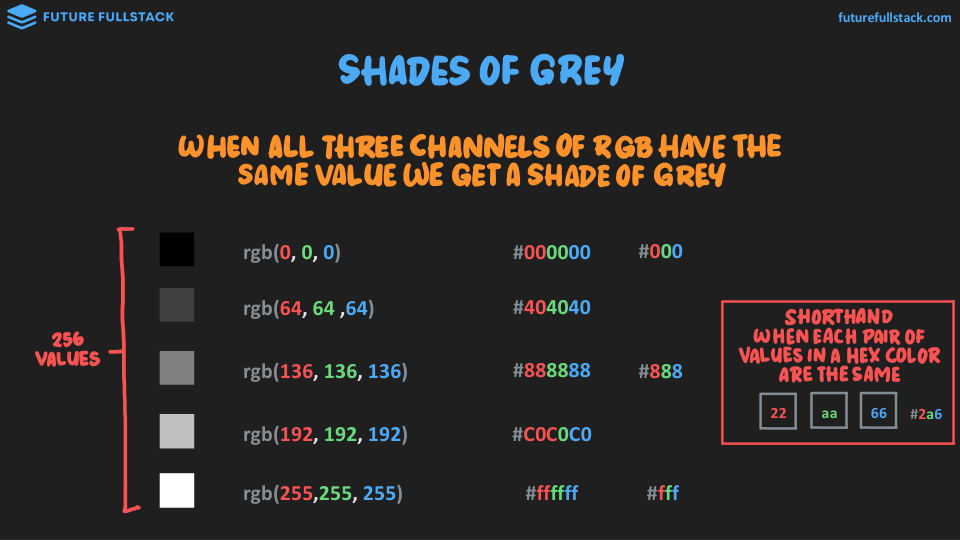 FUTURE FULLSTACK
futurefullstack.com
SHADES OF GREY
WHEN ALL THREE CHANNELS OF RGB HAVE THE
SAME VALUE WE GET A SHADE OF GREY
rgb(0, 0, 0) #000000 #000
rgb(64, 64 ,64) #404040
256
VALUES
rgb(136, 136, 136) #888888 #888
rgb(192, 192, 192) #C0C0C0
rgb(255,255, 255) #ffffff #fff
SHORTHAND
WHEN EACH PAIR OF
VALUES IN A HEX COLOR
ARE THE SAME
22 aa 66 #2a6